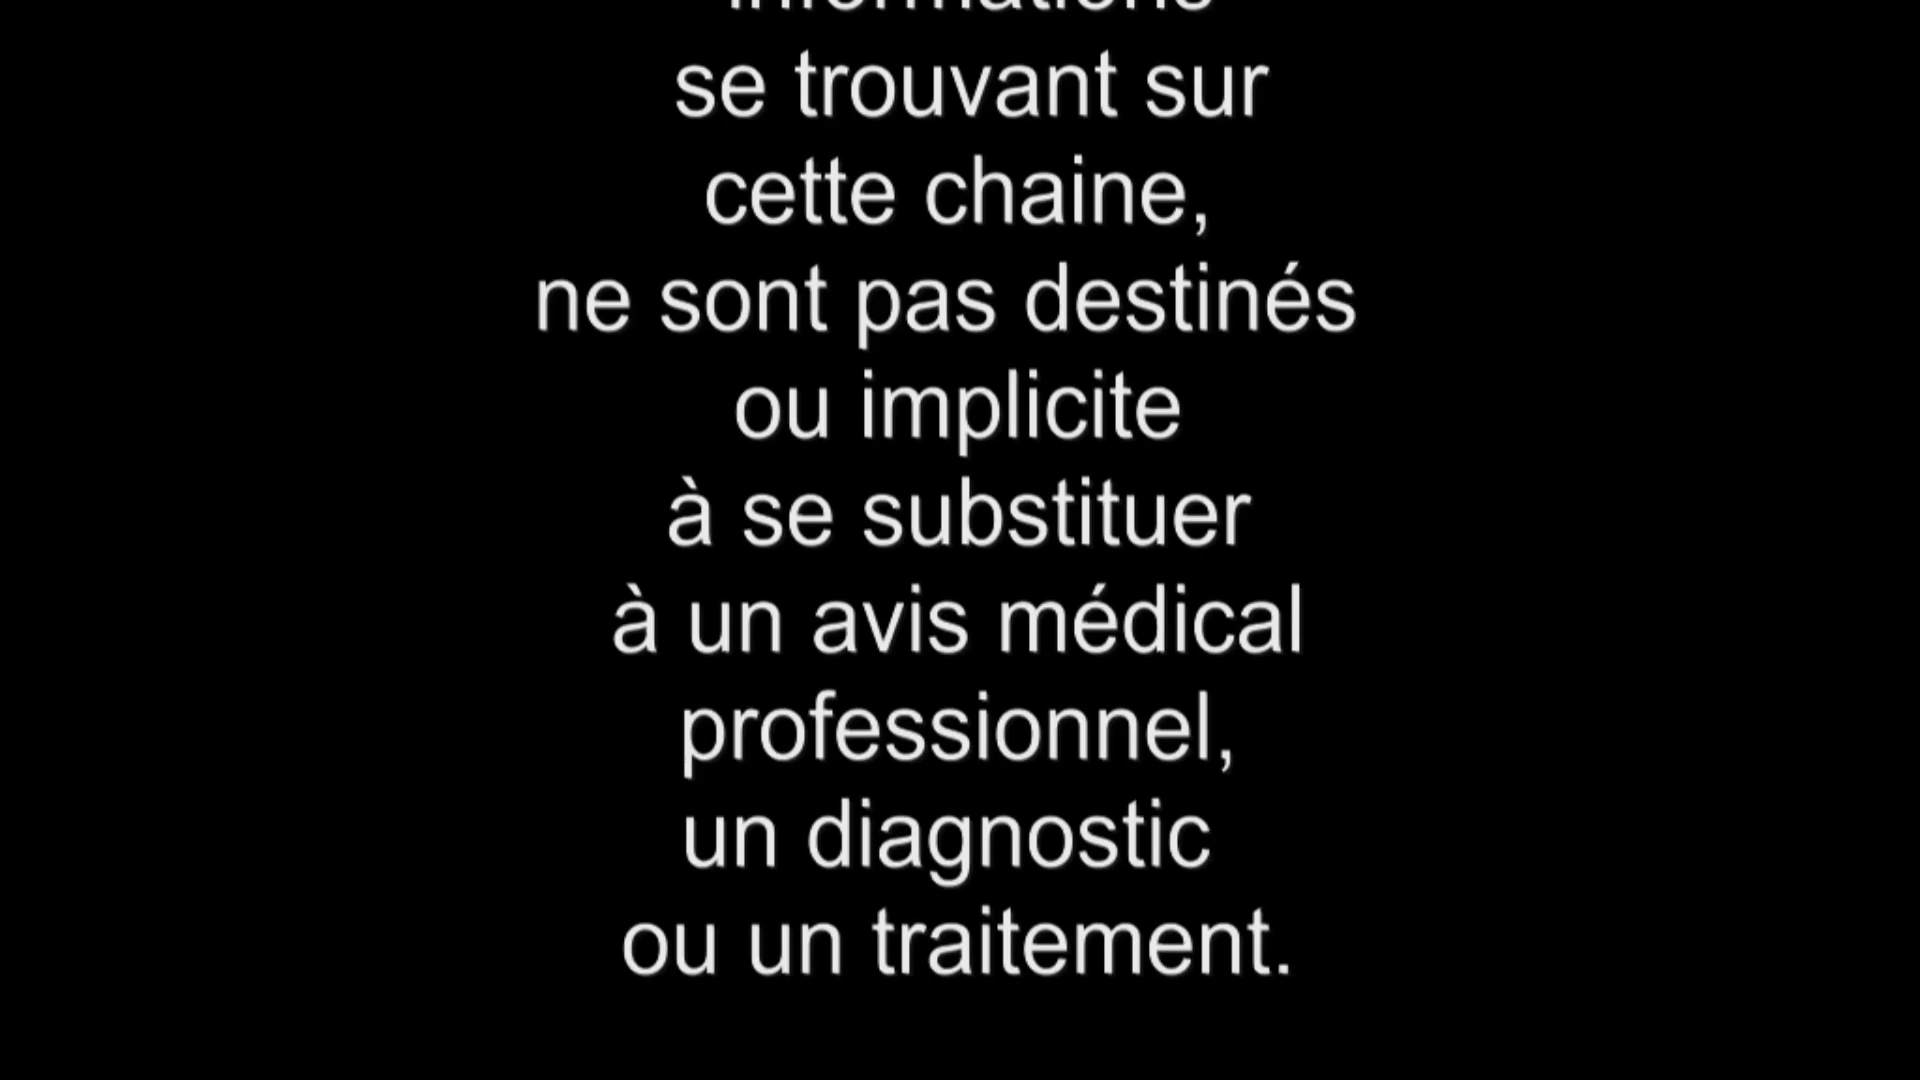 informations
se trouvant sur
cette chaine,
ne sont pas destinés
ou implicite
à se substituer
à un avis médical
professionnel,
un diagnostic
ou un traitement.